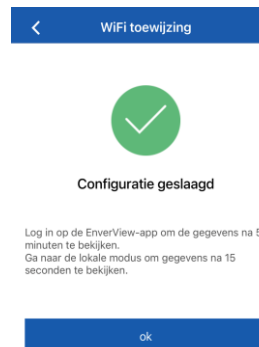 WiFi toewijzing
Configuratie geslaagd
Log in op de EnverView-app om de gegevens na 5
minuten te bekijken.
Ga naar de lokale modus om gegevens na 15
seconden te bekijken.
ok